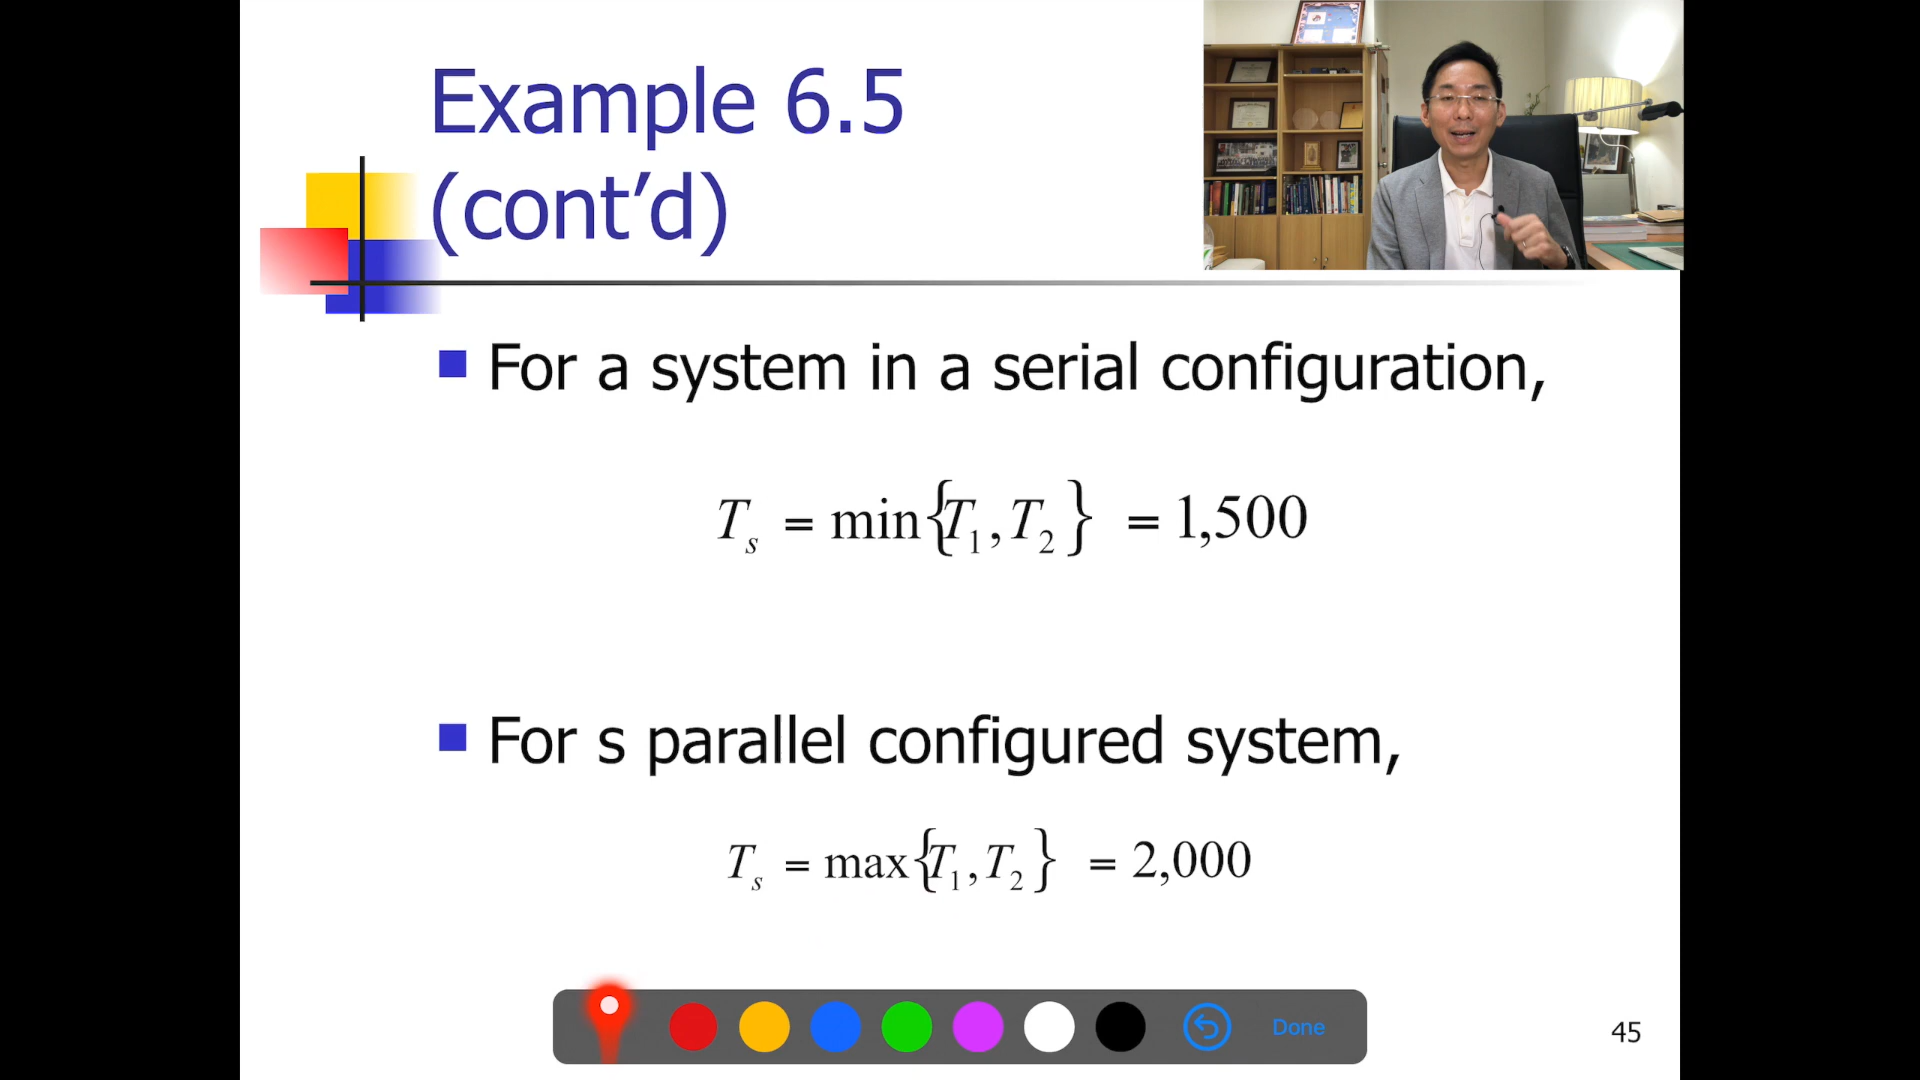 Example 6.5
(cont’d)
For a system in a serial configuration,
T_s = min{T_1, T_2} = 1,500
For s parallel configured system,
T_s = max{T_1, T_2} = 2,000
Done
45